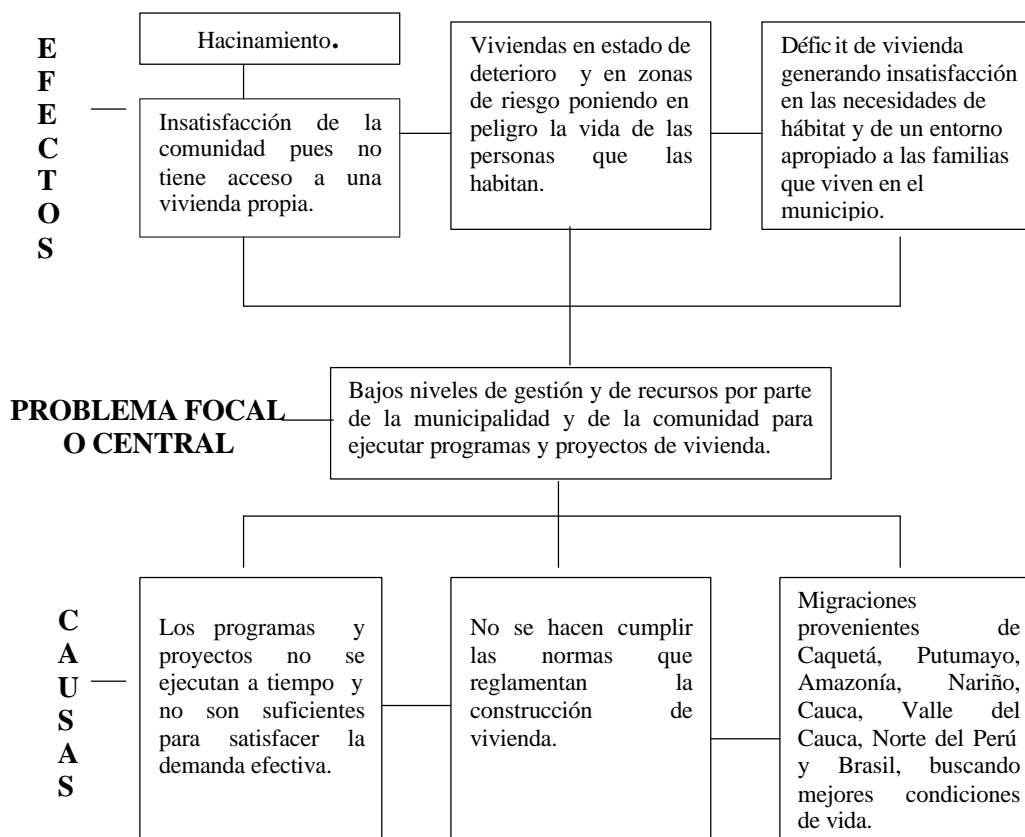 EFECTOS
Hacinamiento.
Insatisfacción de la
comunidad pues no
tiene acceso a una
vivienda propia.
Viviendas en estado de
deterioro y en zonas
de riesgo poniendo en
peligro la vida de las
personas que las
habitan.
Déficit de vivienda
generando insatisfacción
en las necesidades de
hábitat y de un entorno
apropiado a las familias
que viven en el
municipio.
PROBLEMA FOCAL
O CENTRAL
Bajos niveles de gestión y de recursos por parte
de la municipalidad y de la comunidad para
ejecutar programas y proyectos de vivienda.
CAUSAS
Los programas y
proyectos no se
ejecutan a tiempo y
no son suficientes
para satisfacer la
demanda efectiva.
No se hacen cumplir
las normas que
reglamentan la
construcción de
vivienda.
Migraciones
provenientes de
Caquetá, Putumayo,
Amazonía, Nariño,
Cauca, Valle del
Cauca, Norte del Perú
y Brasil, buscando
mejores condiciones
de vida.